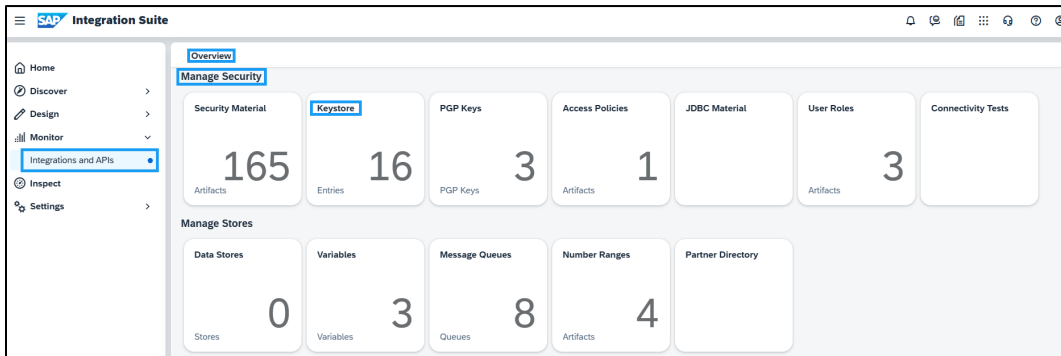 SAP Integration Suite
Home
Discover
Design
Monitor
Integrations and APIs
Inspect
Settings
Overview
Manage Security
Security Material
165
Artifacts
Keystore
16
Entries
PGP Keys
3
PGP Keys
Access Policies
1
Artifacts
JDBC Material
User Roles
3
Artifacts
Connectivity Tests
Manage Stores
Data Stores
0
Stores
Variables
3
Variables
Message Queues
8
Queues
Number Ranges
4
Artifacts
Partner Directory